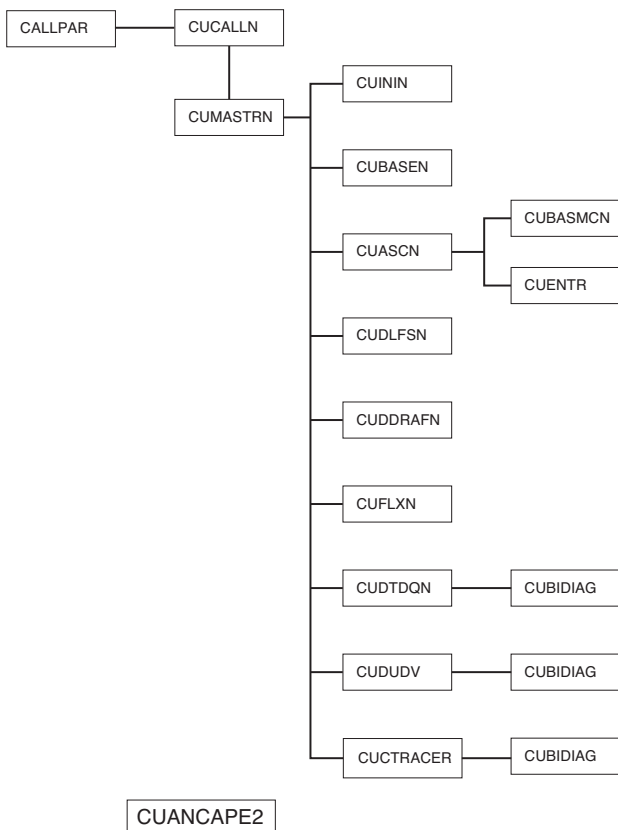 CALLPAR
CUCALLN
CUMASTRN
CUININ
CUBASEN
CUASCN
CUBASMCN
CUENTR
CUDLFSN
CUDDRAFN
CUFLXN
CUDTDQN
CUBIDIAG
CUDUDV
CUBIDIAG
CUCTRACER
CUBIDIAG
CUANCAPE2